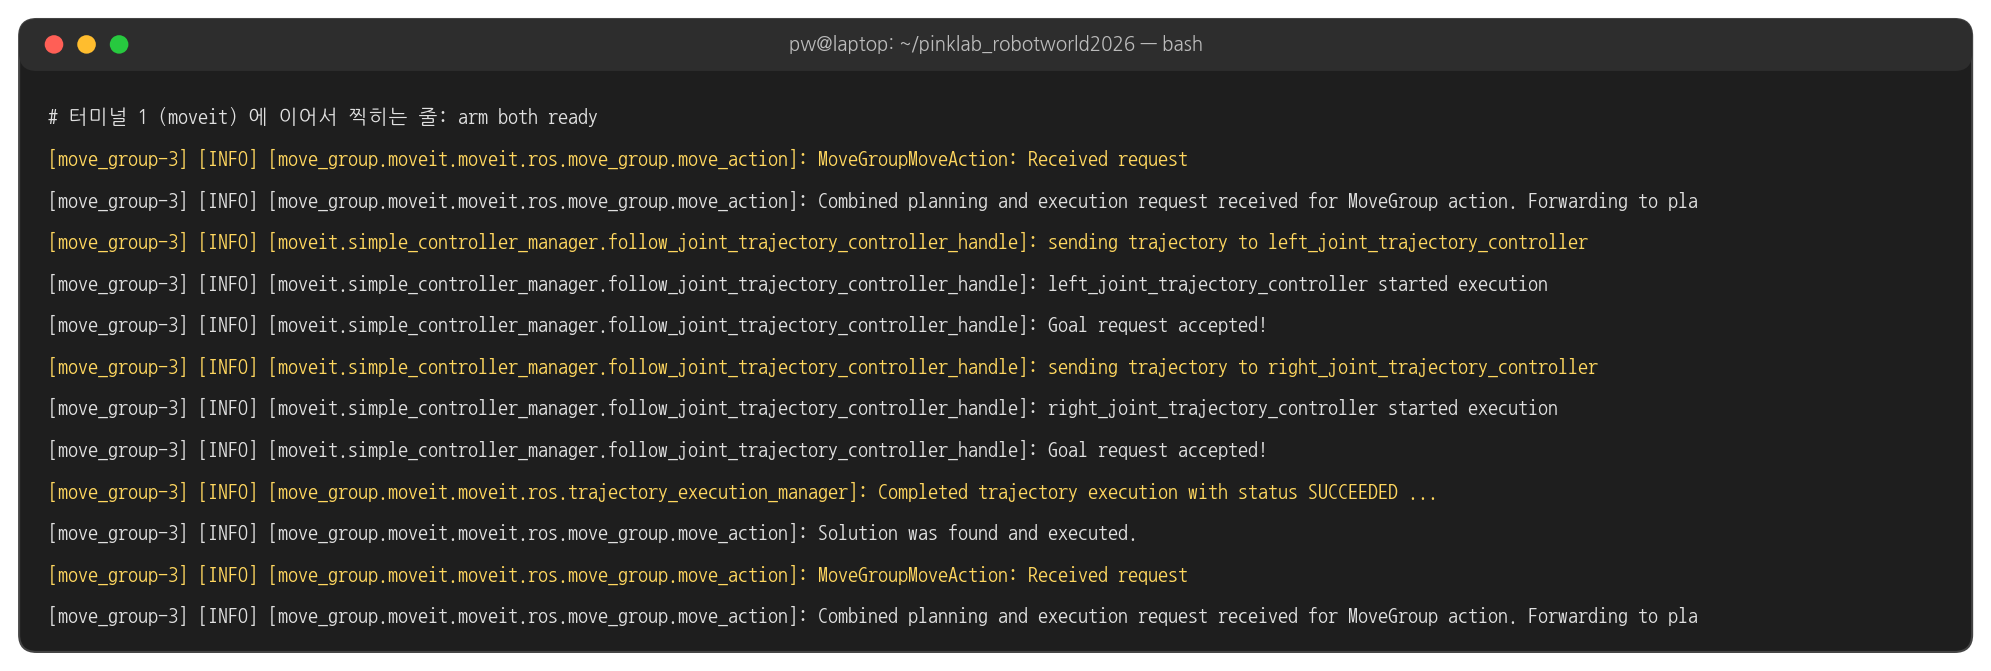 pw@laptop: ~/pinklab_robotworld2026 — bash
# 터미널 1 (moveit) 에 이어서 찍히는 줄: arm both ready
[move_group-3] [INFO] [move_group.moveit.moveit.ros.move_group.move_action]: MoveGroupMoveAction: Received request
[move_group-3] [INFO] [move_group.moveit.moveit.ros.move_group.move_action]: Combined planning and execution request received for MoveGroup action. Forwarding to pla
[move_group-3] [INFO] [moveit.simple_controller_manager.follow_joint_trajectory_controller_handle]: sending trajectory to left_joint_trajectory_controller
[move_group-3] [INFO] [moveit.simple_controller_manager.follow_joint_trajectory_controller_handle]: left_joint_trajectory_controller started execution
[move_group-3] [INFO] [moveit.simple_controller_manager.follow_joint_trajectory_controller_handle]: Goal request accepted!
[move_group-3] [INFO] [moveit.simple_controller_manager.follow_joint_trajectory_controller_handle]: sending trajectory to right_joint_trajectory_controller
[move_group-3] [INFO] [moveit.simple_controller_manager.follow_joint_trajectory_controller_handle]: right_joint_trajectory_controller started execution
[move_group-3] [INFO] [moveit.simple_controller_manager.follow_joint_trajectory_controller_handle]: Goal request accepted!
[move_group-3] [INFO] [move_group.moveit.moveit.ros.trajectory_execution_manager]: Completed trajectory execution with status SUCCEEDED ...
[move_group-3] [INFO] [move_group.moveit.moveit.ros.move_group.move_action]: Solution was found and executed.
[move_group-3] [INFO] [move_group.moveit.moveit.ros.move_group.move_action]: MoveGroupMoveAction: Received request
[move_group-3] [INFO] [move_group.moveit.moveit.ros.move_group.move_action]: Combined planning and execution request received for MoveGroup action. Forwarding to pla